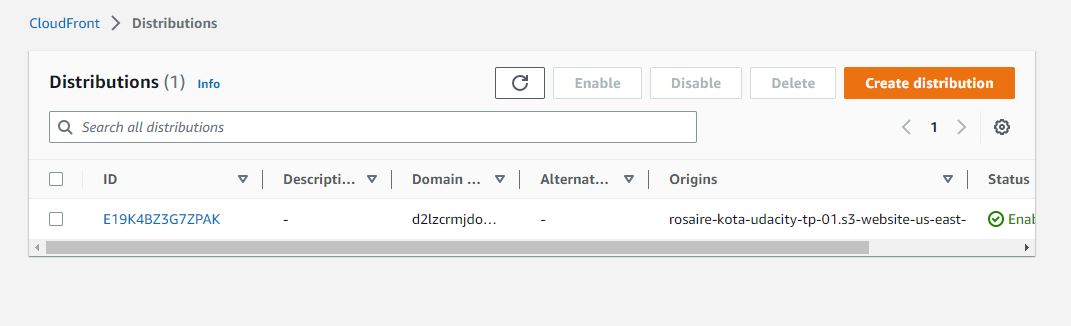 CloudFront > Distributions
Distributions (1) Info Enable Disable Delete Create distribution
Search all distributions 1
ID Descripti... Domain ... Alternat... Origins Status
E19K4BZ3G7ZPAK - d2lzcrmjdo... - rosaire-kota-udacity-tp-01.s3-website-us-east- Enab